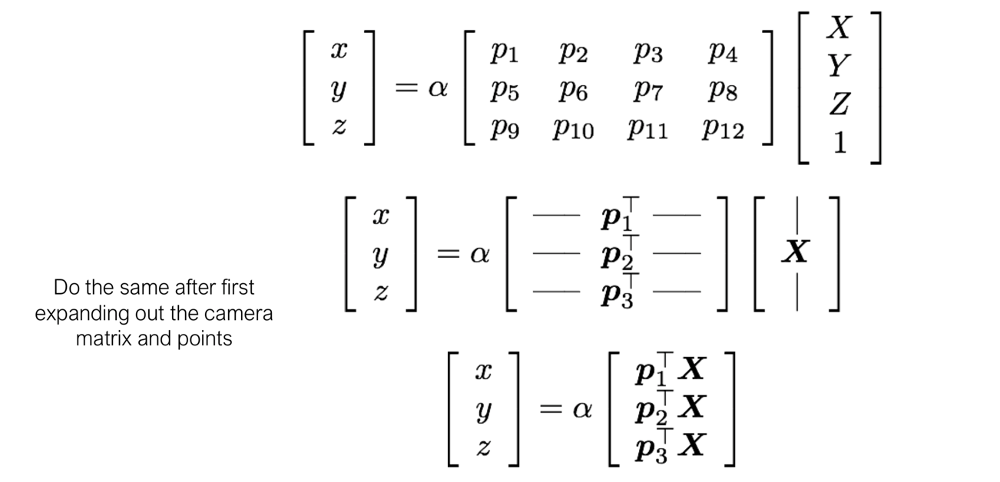 [ x y z ] = α [ p₁ p₂ p₃ p₄ ; p₅ p₆ p₇ p₈ ; p₉ p₁₀ p₁₁ p₁₂ ] [ X Y Z 1 ]
[ x y z ] = α [ — p₁⊤ — ; — p₂⊤ — ; — p₃⊤ — ] [ | X | ]
Do the same after first
expanding out the camera
matrix and points
[ x y z ] = α [ p₁⊤ X ; p₂⊤ X ; p₃⊤ X ]